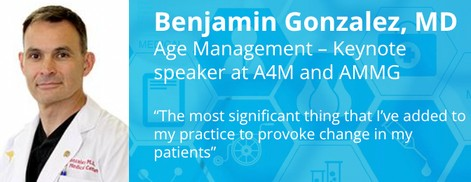 Benjamin Gonzalez, MD
Age Management – Keynote
speaker at A4M and AMMG
“The most significant thing that I’ve added to
my practice to provoke change in my
patients”